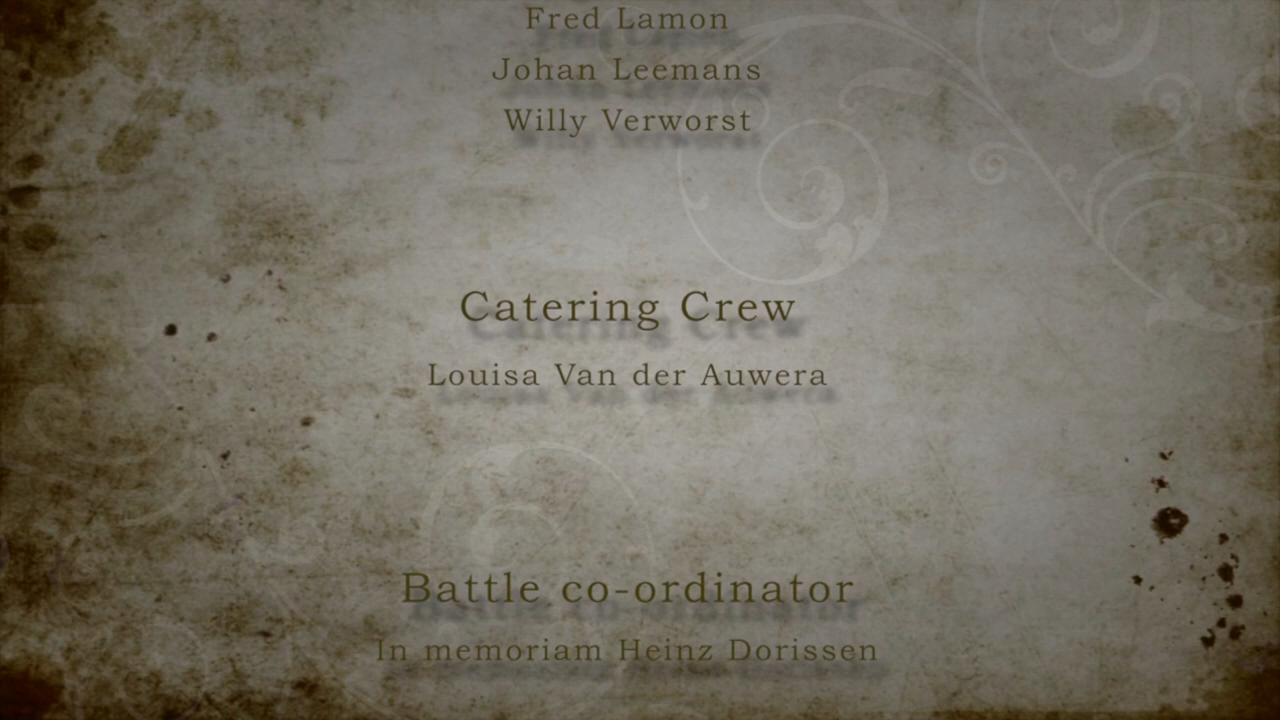 Fred Lamon
Johan Leemans
Willy Verworst
Catering Crew
Louisa Van der Auwera
Battle co-ordinator
In memoriam Heinz Dorissen